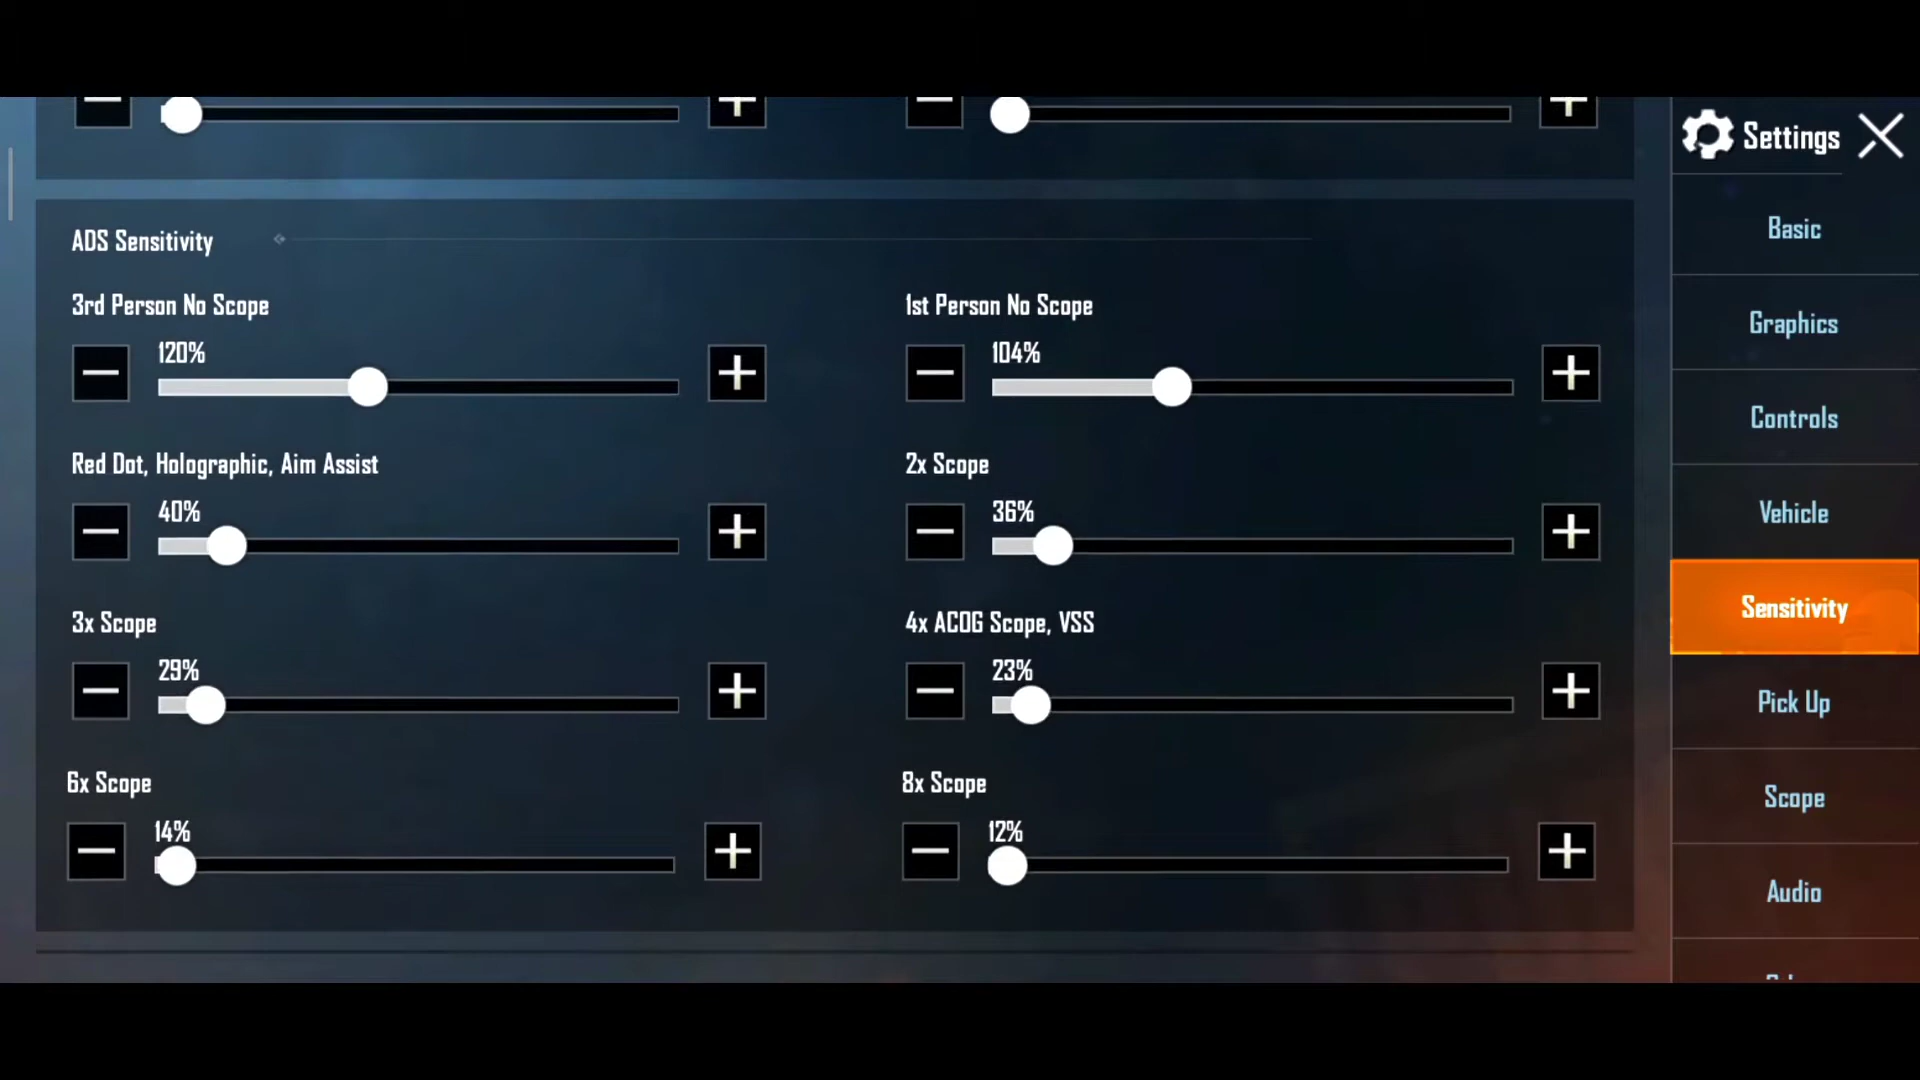 Settings
Basic
Graphics
Controls
Vehicle
Sensitivity
Pick Up
Scope
Audio
ADS Sensitivity
3rd Person No Scope
120%
1st Person No Scope
104%
Red Dot, Holographic, Aim Assist
40%
2x Scope
36%
3x Scope
29%
4x ACOG Scope, VSS
23%
6x Scope
14%
8x Scope
12%